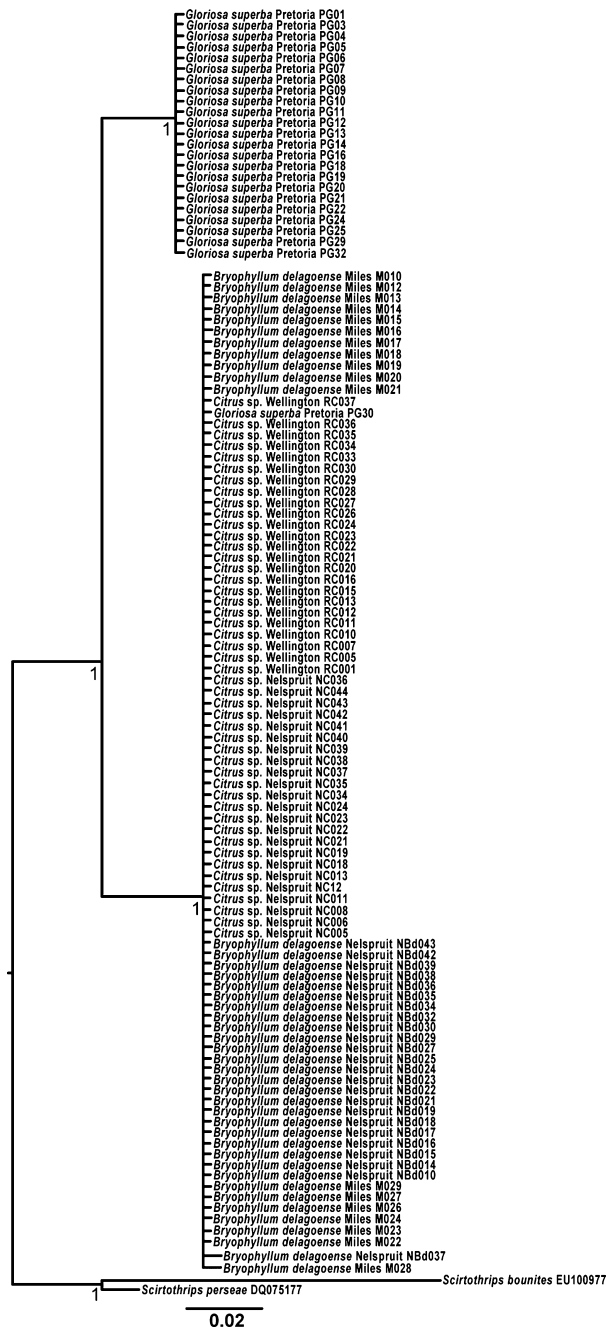 Gloriosa superba Pretoria PG01
Gloriosa superba Pretoria PG03
Gloriosa superba Pretoria PG04
Gloriosa superba Pretoria PG05
Gloriosa superba Pretoria PG06
Gloriosa superba Pretoria PG07
Gloriosa superba Pretoria PG08
Gloriosa superba Pretoria PG09
Gloriosa superba Pretoria PG10
Gloriosa superba Pretoria PG11
Gloriosa superba Pretoria PG12
1
Gloriosa superba Pretoria PG13
Gloriosa superba Pretoria PG14
Gloriosa superba Pretoria PG16
Gloriosa superba Pretoria PG18
Gloriosa superba Pretoria PG19
Gloriosa superba Pretoria PG20
Gloriosa superba Pretoria PG21
Gloriosa superba Pretoria PG22
Gloriosa superba Pretoria PG24
Gloriosa superba Pretoria PG25
Gloriosa superba Pretoria PG29
Gloriosa superba Pretoria PG32
Bryophyllum delagoense Miles M010
Bryophyllum delagoense Miles M012
Bryophyllum delagoense Miles M013
Bryophyllum delagoense Miles M014
Bryophyllum delagoense Miles M015
Bryophyllum delagoense Miles M016
Bryophyllum delagoense Miles M017
Bryophyllum delagoense Miles M018
Bryophyllum delagoense Miles M019
Bryophyllum delagoense Miles M020
Bryophyllum delagoense Miles M021
Citrus sp. Wellington RC037
Gloriosa superba Pretoria PG30
Citrus sp. Wellington RC036
Citrus sp. Wellington RC035
Citrus sp. Wellington RC034
Citrus sp. Wellington RC033
Citrus sp. Wellington RC030
Citrus sp. Wellington RC029
Citrus sp. Wellington RC028
Citrus sp. Wellington RC027
Citrus sp. Wellington RC026
Citrus sp. Wellington RC024
Citrus sp. Wellington RC023
Citrus sp. Wellington RC022
Citrus sp. Wellington RC021
Citrus sp. Wellington RC020
Citrus sp. Wellington RC016
Citrus sp. Wellington RC015
Citrus sp. Wellington RC013
Citrus sp. Wellington RC012
Citrus sp. Wellington RC011
Citrus sp. Wellington RC010
Citrus sp. Wellington RC007
Citrus sp. Wellington RC005
Citrus sp. Wellington RC001
1
Citrus sp. Nelspruit NC036
Citrus sp. Nelspruit NC044
Citrus sp. Nelspruit NC043
Citrus sp. Nelspruit NC042
Citrus sp. Nelspruit NC041
Citrus sp. Nelspruit NC040
Citrus sp. Nelspruit NC039
Citrus sp. Nelspruit NC038
Citrus sp. Nelspruit NC037
Citrus sp. Nelspruit NC035
Citrus sp. Nelspruit NC034
Citrus sp. Nelspruit NC024
Citrus sp. Nelspruit NC023
Citrus sp. Nelspruit NC022
Citrus sp. Nelspruit NC021
Citrus sp. Nelspruit NC019
Citrus sp. Nelspruit NC018
Citrus sp. Nelspruit NC013
Citrus sp. Nelspruit NC12
Citrus sp. Nelspruit NC011
1
Citrus sp. Nelspruit NC008
Citrus sp. Nelspruit NC006
Citrus sp. Nelspruit NC005
Bryophyllum delagoense Nelspruit NBd043
Bryophyllum delagoense Nelspruit NBd042
Bryophyllum delagoense Nelspruit NBd039
Bryophyllum delagoense Nelspruit NBd038
Bryophyllum delagoense Nelspruit NBd036
Bryophyllum delagoense Nelspruit NBd035
Bryophyllum delagoense Nelspruit NBd034
Bryophyllum delagoense Nelspruit NBd032
Bryophyllum delagoense Nelspruit NBd030
Bryophyllum delagoense Nelspruit NBd029
Bryophyllum delagoense Nelspruit NBd027
Bryophyllum delagoense Nelspruit NBd025
Bryophyllum delagoense Nelspruit NBd024
Bryophyllum delagoense Nelspruit NBd023
Bryophyllum delagoense Nelspruit NBd022
Bryophyllum delagoense Nelspruit NBd021
Bryophyllum delagoense Nelspruit NBd019
Bryophyllum delagoense Nelspruit NBd018
Bryophyllum delagoense Nelspruit NBd017
Bryophyllum delagoense Nelspruit NBd016
Bryophyllum delagoense Nelspruit NBd015
Bryophyllum delagoense Nelspruit NBd014
Bryophyllum delagoense Nelspruit NBd010
Bryophyllum delagoense Miles M029
Bryophyllum delagoense Miles M027
Bryophyllum delagoense Miles M026
Bryophyllum delagoense Miles M024
Bryophyllum delagoense Miles M023
Bryophyllum delagoense Miles M022
Bryophyllum delagoense Nelspruit NBd037
Bryophyllum delagoense Miles M028
Scirtothrips bounites EU100977
1
Scirtothrips perseae DQ075177
0.02